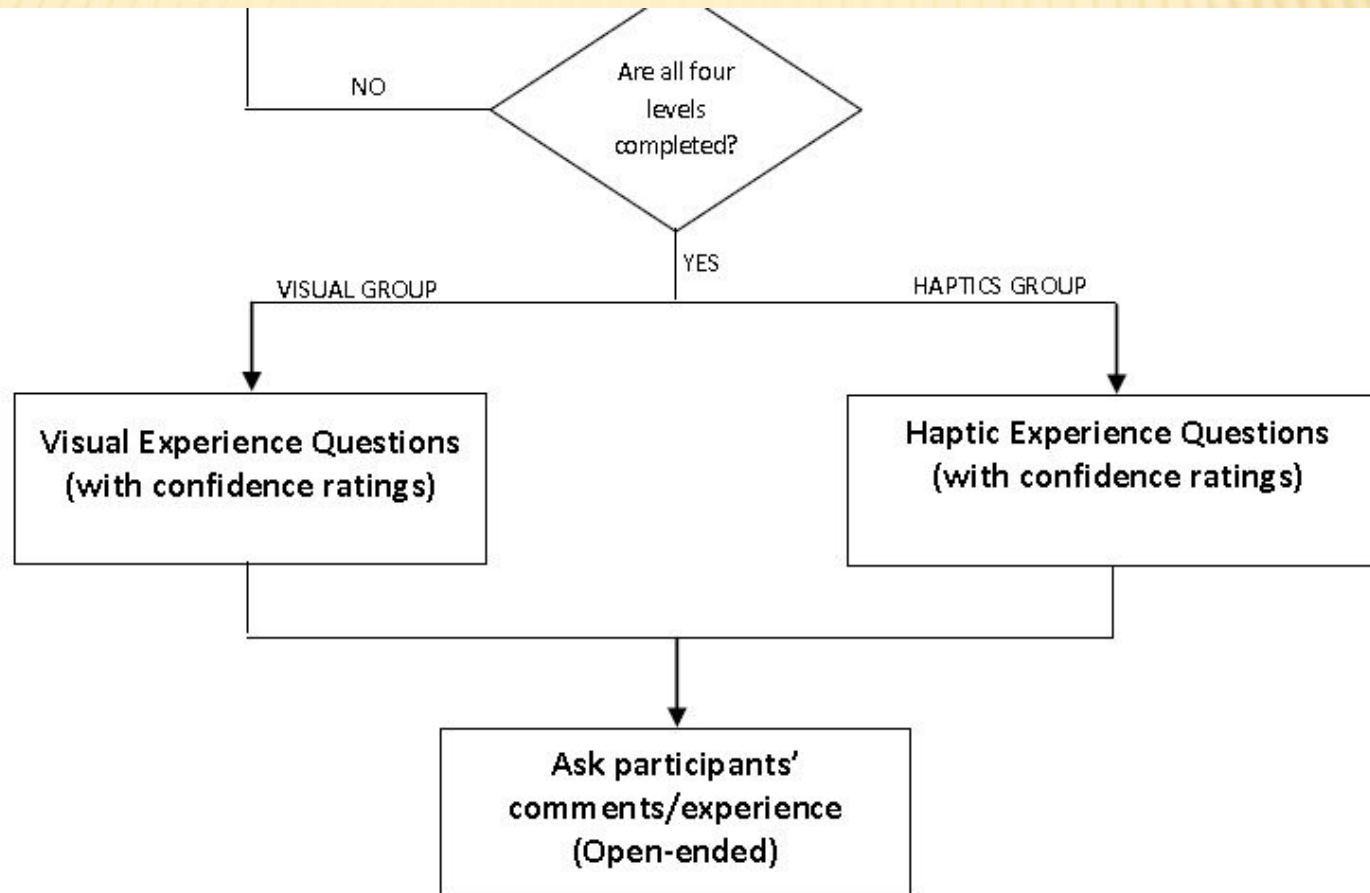 Are all four
levels
completed?
NO
YES
VISUAL GROUP
HAPTICS GROUP
Visual Experience Questions
(with confidence ratings)
Haptic Experience Questions
(with confidence ratings)
Ask participants’
comments/experience
(Open-ended)